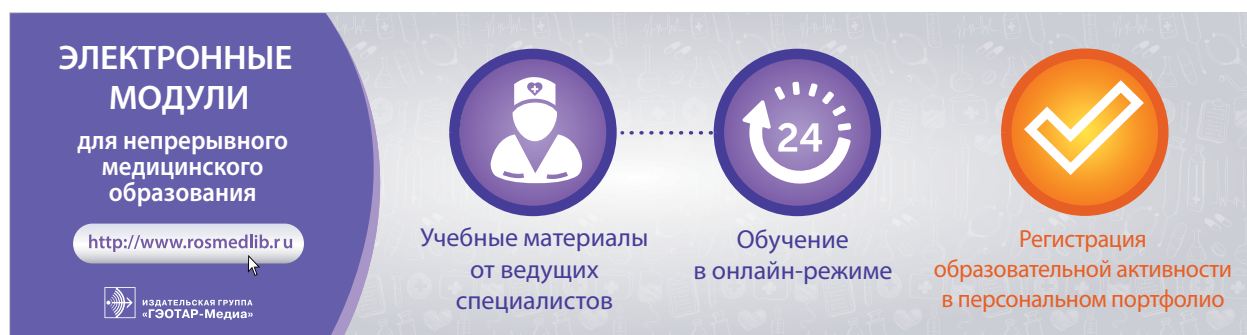 ЭЛЕКТРОННЫЕ
МОДУЛИ
для непрерывного
медицинского
образования
http://www.rosmedlib.ru
ИЗДАТЕЛЬСКАЯ ГРУППА
«ГЭОТАР-Медиа»
24
Учебные материалы
от ведущих
специалистов
Обучение
в онлайн-режиме
Регистрация
образовательной активности
в персональном портфолио